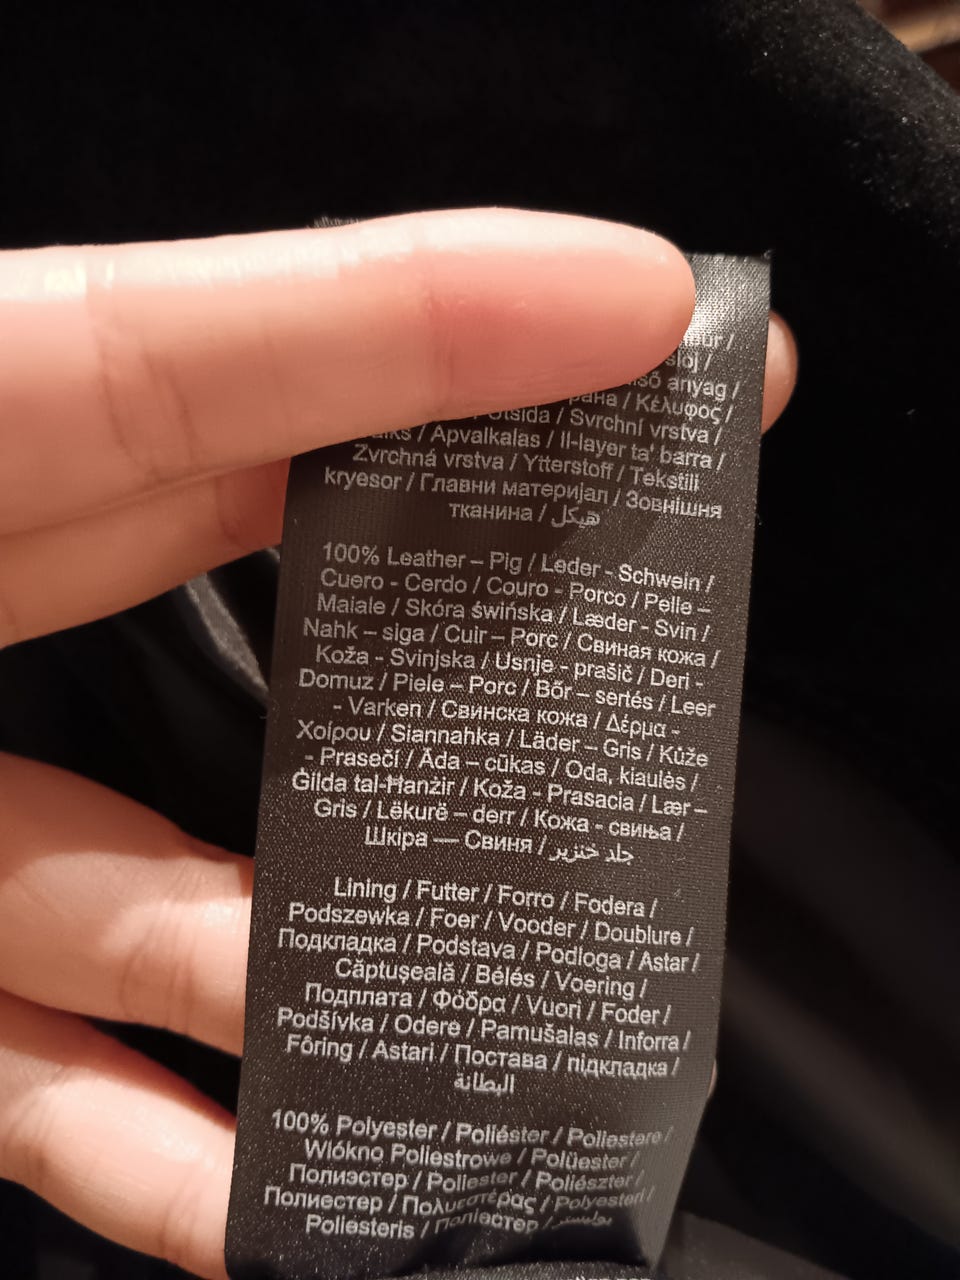 sloj /
anyag /
/ Κέλυφος /
/ Utsida / Svrchní vrstva /
/ Apvalkalas / Il-layer ta' barra /
Zvrchná vrstva / Ytterstoff / Tekstili
kryesor / Главни материјал / Зовнішня
тканина / هيكل
100% Leather – Pig / Leder - Schwein /
Cuero - Cerdo / Couro - Porco / Pelle –
Maiale / Skóra świńska / Læder - Svin /
Nahk – siga / Cuir – Porc / Свиная кожа /
Koža - Svinjska / Usnje - prašič / Deri -
Domuz / Piele – Porc / Bőr – sertés / Leer
- Varken / Свинска кожа / Δέρμα -
Χοίρου / Siannahka / Läder – Gris / Kůže
- Prasečí / Āda – cūkas / Oda, kiaulės /
Ġilda tal-Ħanżir / Koža - Prasacia / Lær –
Gris / Lëkurë – derr / Кожа - свиња /
Шкіра — Свиня / جلد خنزير
Lining / Futter / Forro / Fodera /
Podszewka / Foer / Vooder / Doublure /
Подкладка / Podstava / Podloga / Astar /
Căptușeală / Bélés / Voering /
Подплата / Φόδρα / Vuori / Foder /
Podšívka / Odere / Pamušalas / Inforra /
Fôring / Astari / Постава / підкладка /
البطانة
100% Polyester / Poliéster / Poliestere /
Włókno Poliestrowe / Polüester /
Полиэстер / Poliester / Poliészter /
Полиестер / Πολυεστέρας / Polyesteri /
Poliesteris / Поліестер / بوليستر